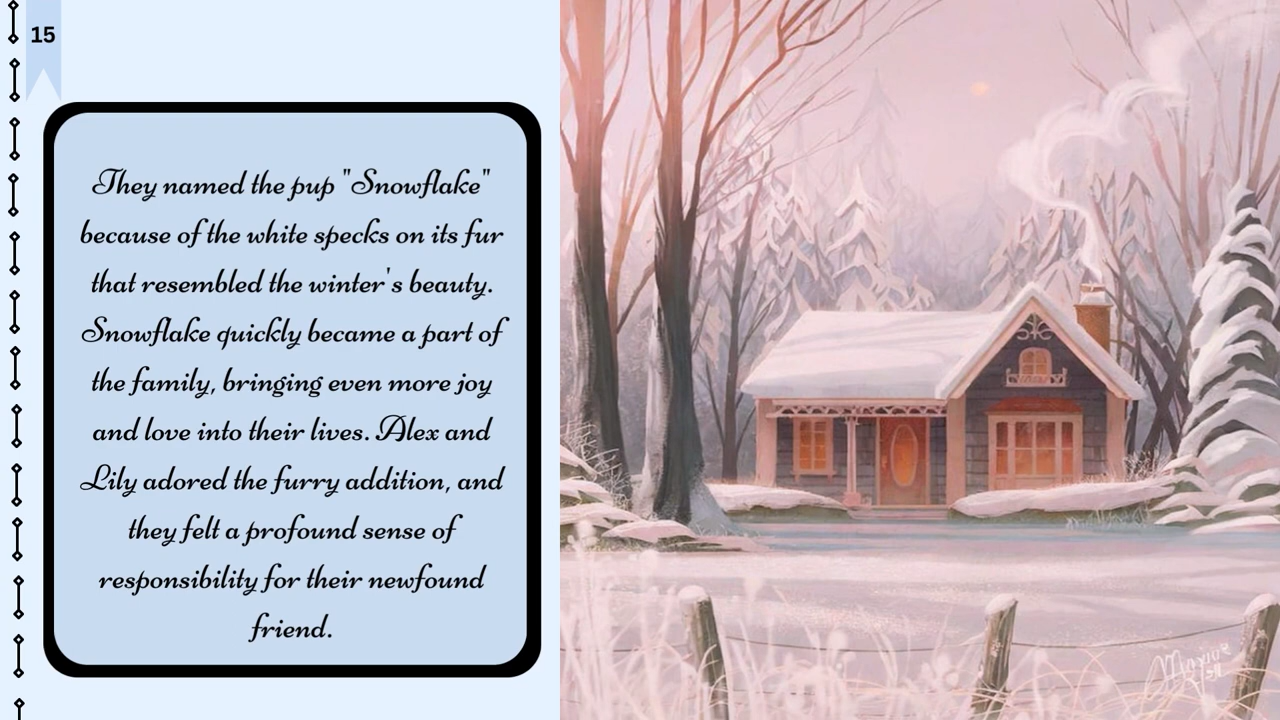 15
They named the pup "Snowflake"
because of the white specks on its fur
that resembled the winter's beauty.
Snowflake quickly became a part of
the family, bringing even more joy
and love into their lives. Alex and
Lily adored the furry addition, and
they felt a profound sense of
responsibility for their newfound
friend.